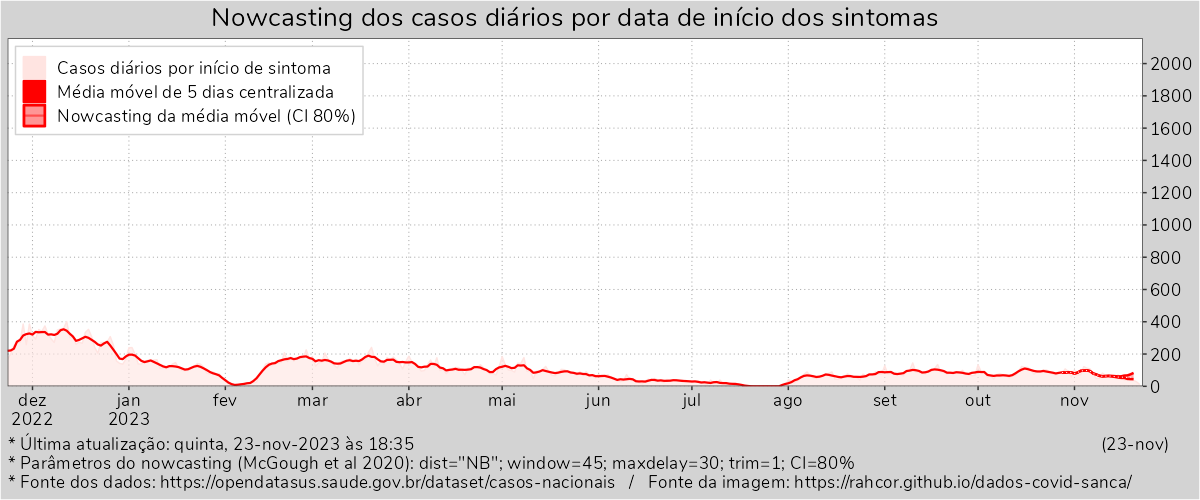 Nowcasting dos casos diários por data de início dos sintomas
Casos diários por início de sintoma
Média móvel de 5 dias centralizada
Nowcasting da média móvel (CI 80%)
2000
1800
1600
1400
1200
1000
800
600
400
200
0
dez jan fev mar abr mai jun jul ago set out nov
2022 2023
* Última atualização: quinta, 23-nov-2023 às 18:35 (23-nov)
* Parâmetros do nowcasting (McGough et al 2020): dist="NB"; window=45; maxdelay=30; trim=1; CI=80%
* Fonte dos dados: https://opendatasus.saude.gov.br/dataset/casos-nacionais / Fonte da imagem: https://rahcor.github.io/dados-covid-sanca/